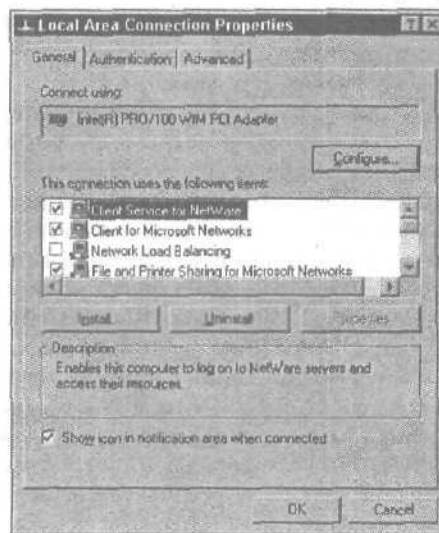 Local Area Connection Properties
General Authentication Advanced
Connect using:
Intel(R) PRO/100 WfM PCI Adapter
Configure...
This connection uses the following items:
Client Service for NetWare
Client for Microsoft Networks
Network Load Balancing
File and Printer Sharing for Microsoft Networks
Install... Uninstall Properties
Description
Enables this computer to log on to NetWare servers and
access their resources.
Show icon in notification area when connected
OK Cancel